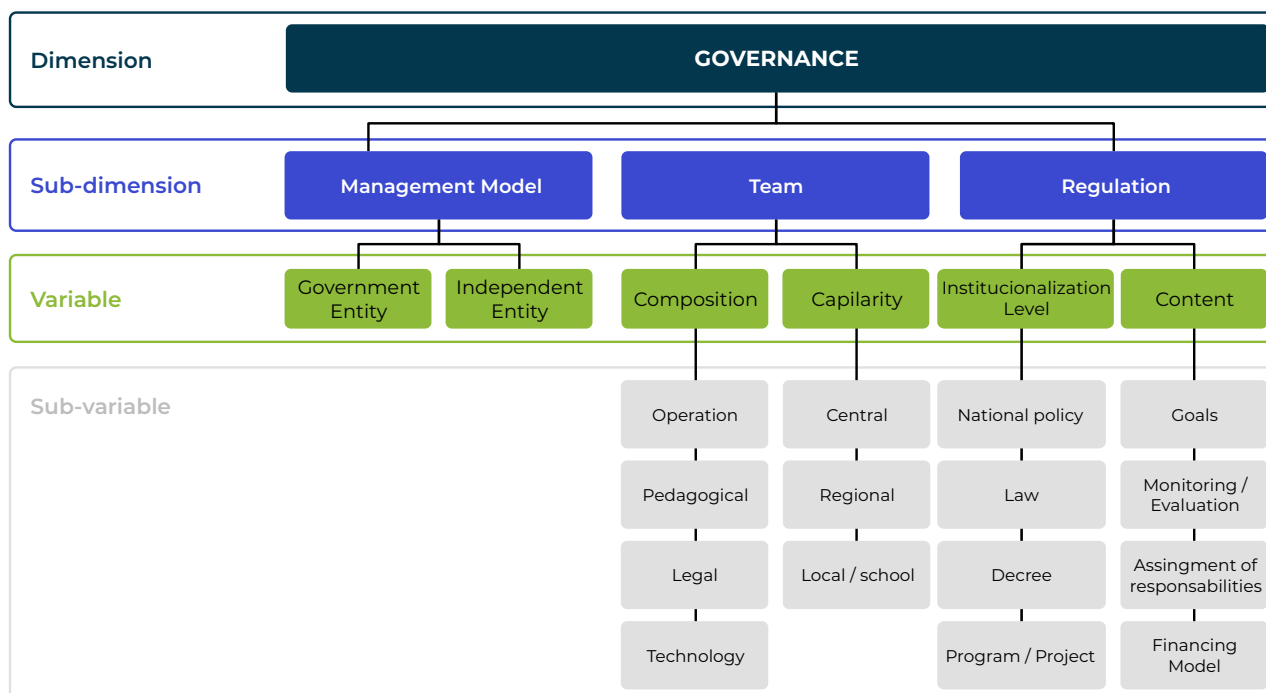 Dimension
GOVERNANCE
Sub-dimension
Management Model
Team
Regulation
Variable
Government
Entity
Independent
Entity
Composition
Capilarity
Institucionalization
Level
Content
Sub-variable
Operation
Central
National policy
Goals
Pedagogical
Regional
Law
Monitoring /
Evaluation
Legal
Local / school
Decree
Assingment of
responsabilities
Technology
Program / Project
Financing
Model